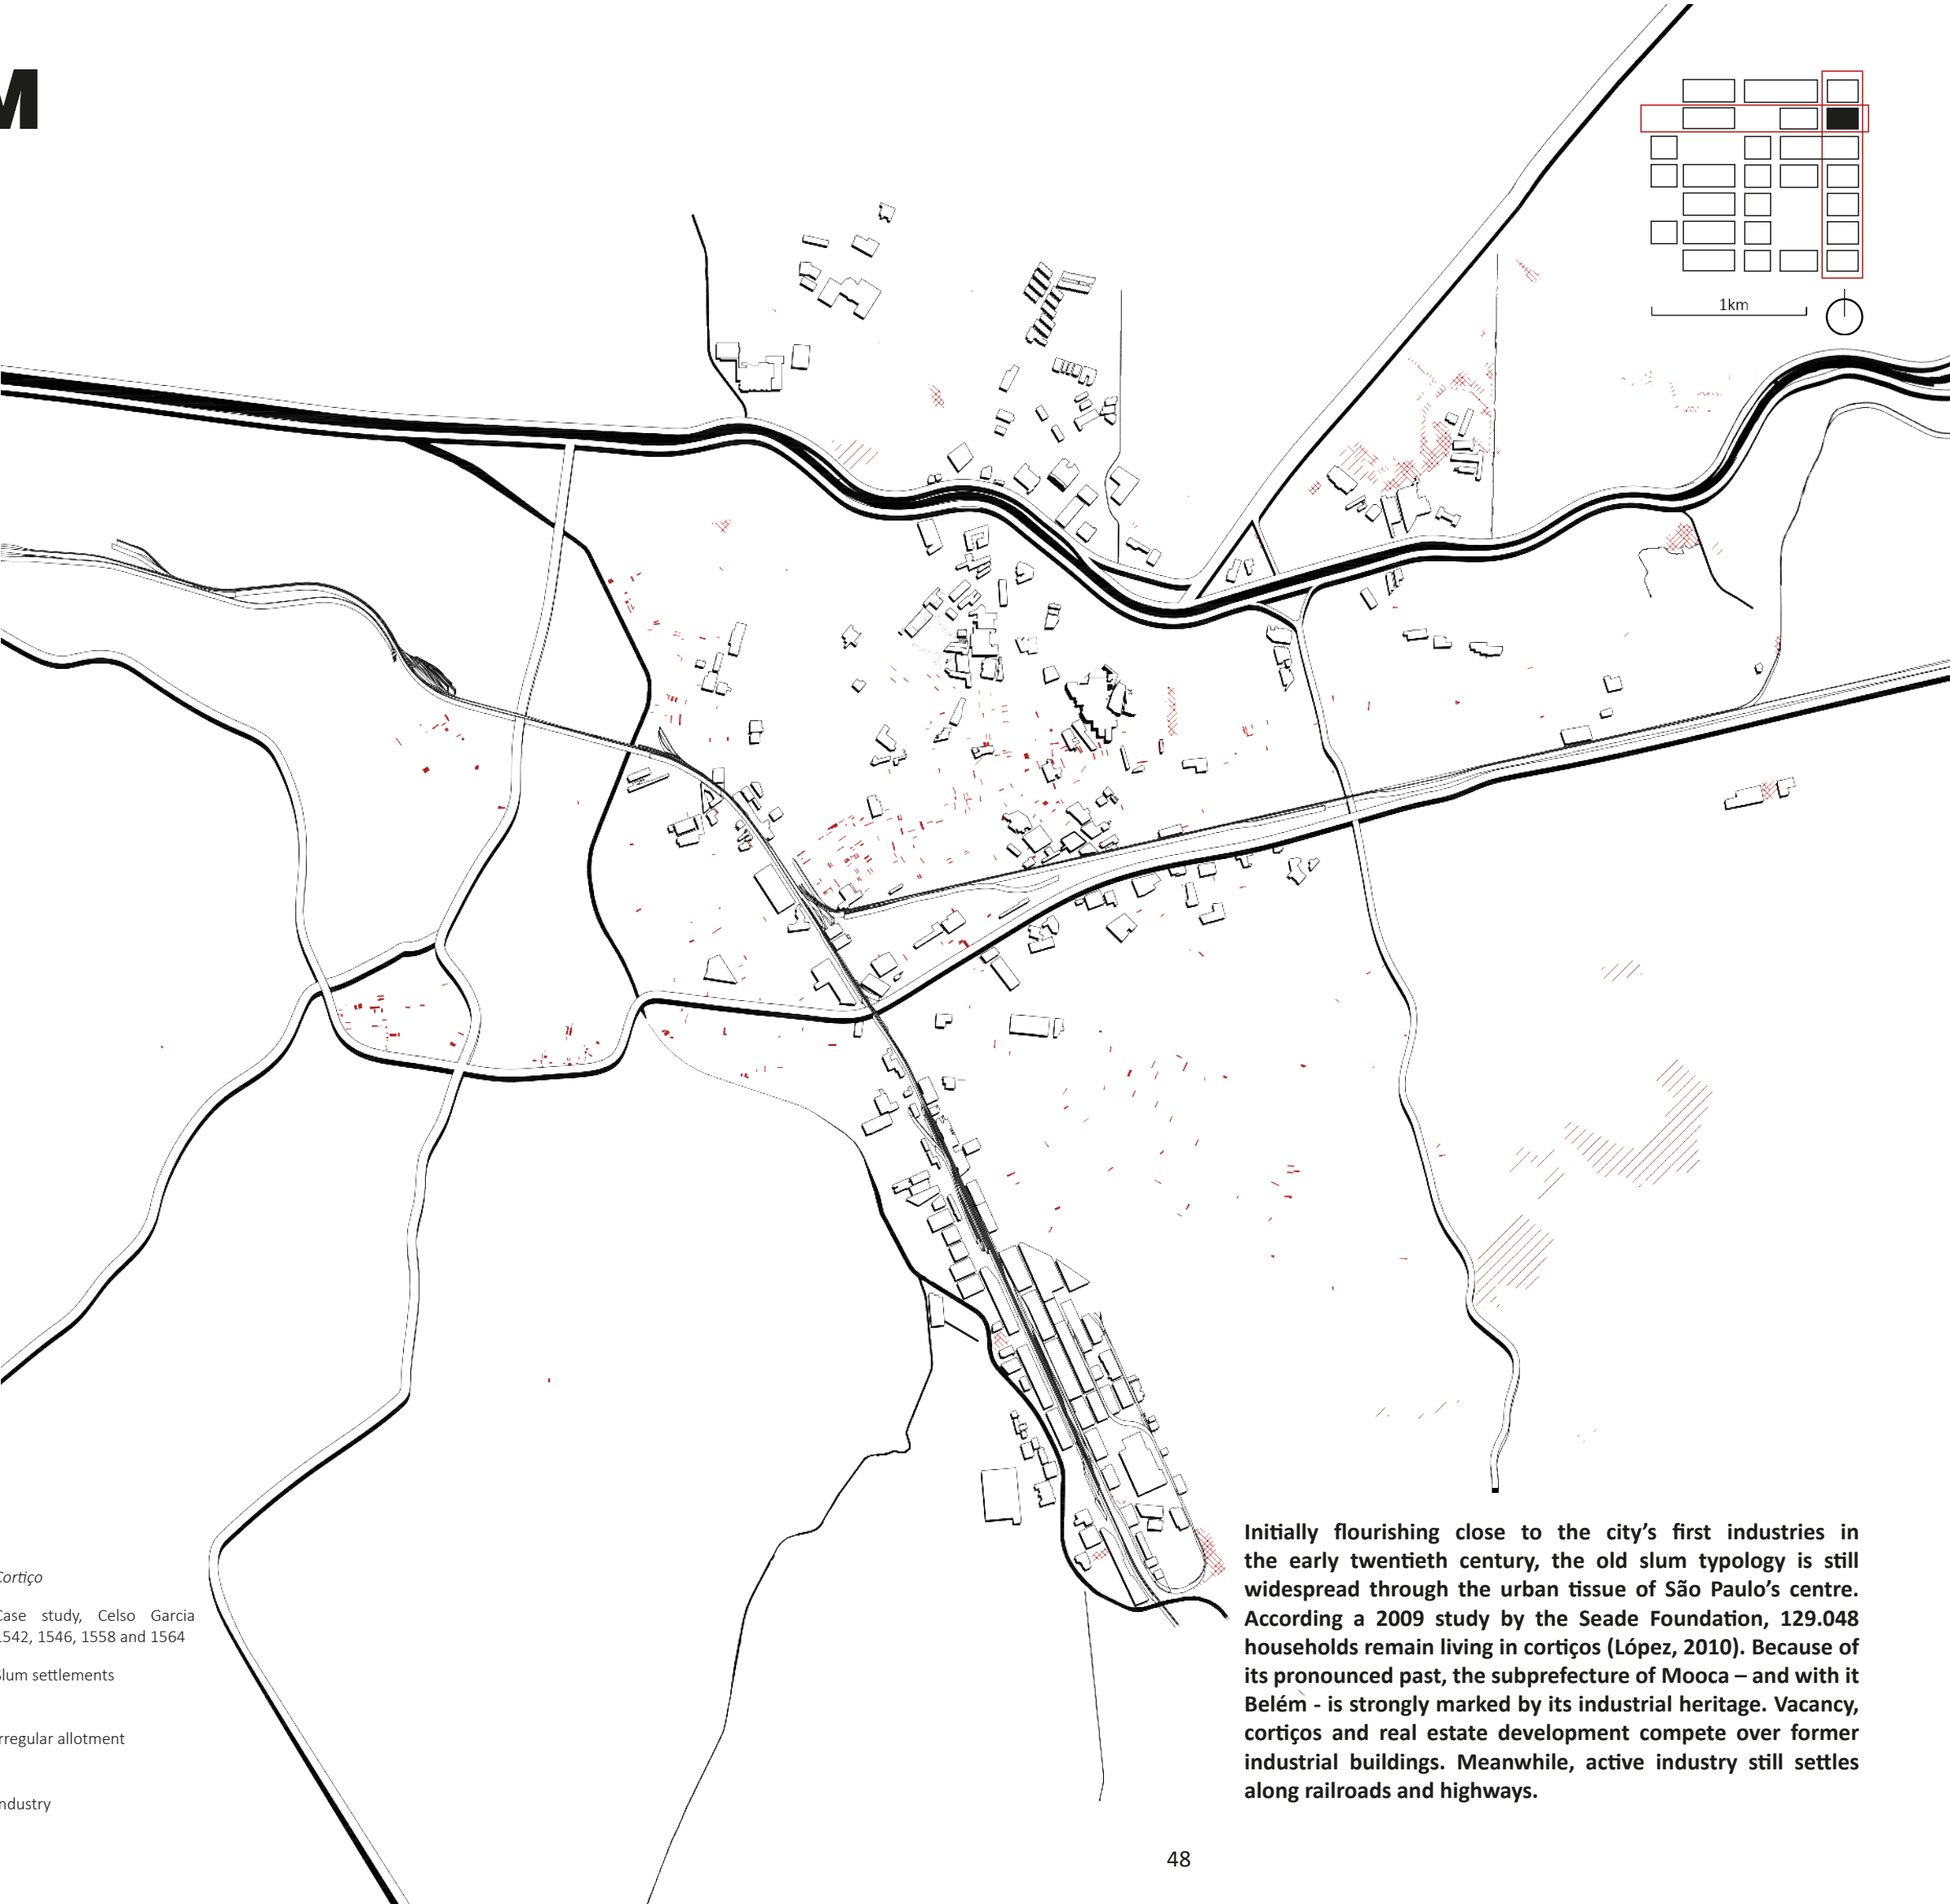 M
1km
Cortiço
Case study, Celso Garcia
1542, 1546, 1558 and 1564
Slum settlements
Irregular allotment
Industry
Initially flourishing close to the city's first industries in
the early twentieth century, the old slum typology is still
widespread through the urban tissue of São Paulo's centre.
According a 2009 study by the Seade Foundation, 129.048
households remain living in cortiços (López, 2010). Because of
its pronounced past, the subprefecture of Mooca – and with it
Belém - is strongly marked by its industrial heritage. Vacancy,
cortiços and real estate development compete over former
industrial buildings. Meanwhile, active industry still settles
along railroads and highways.
48